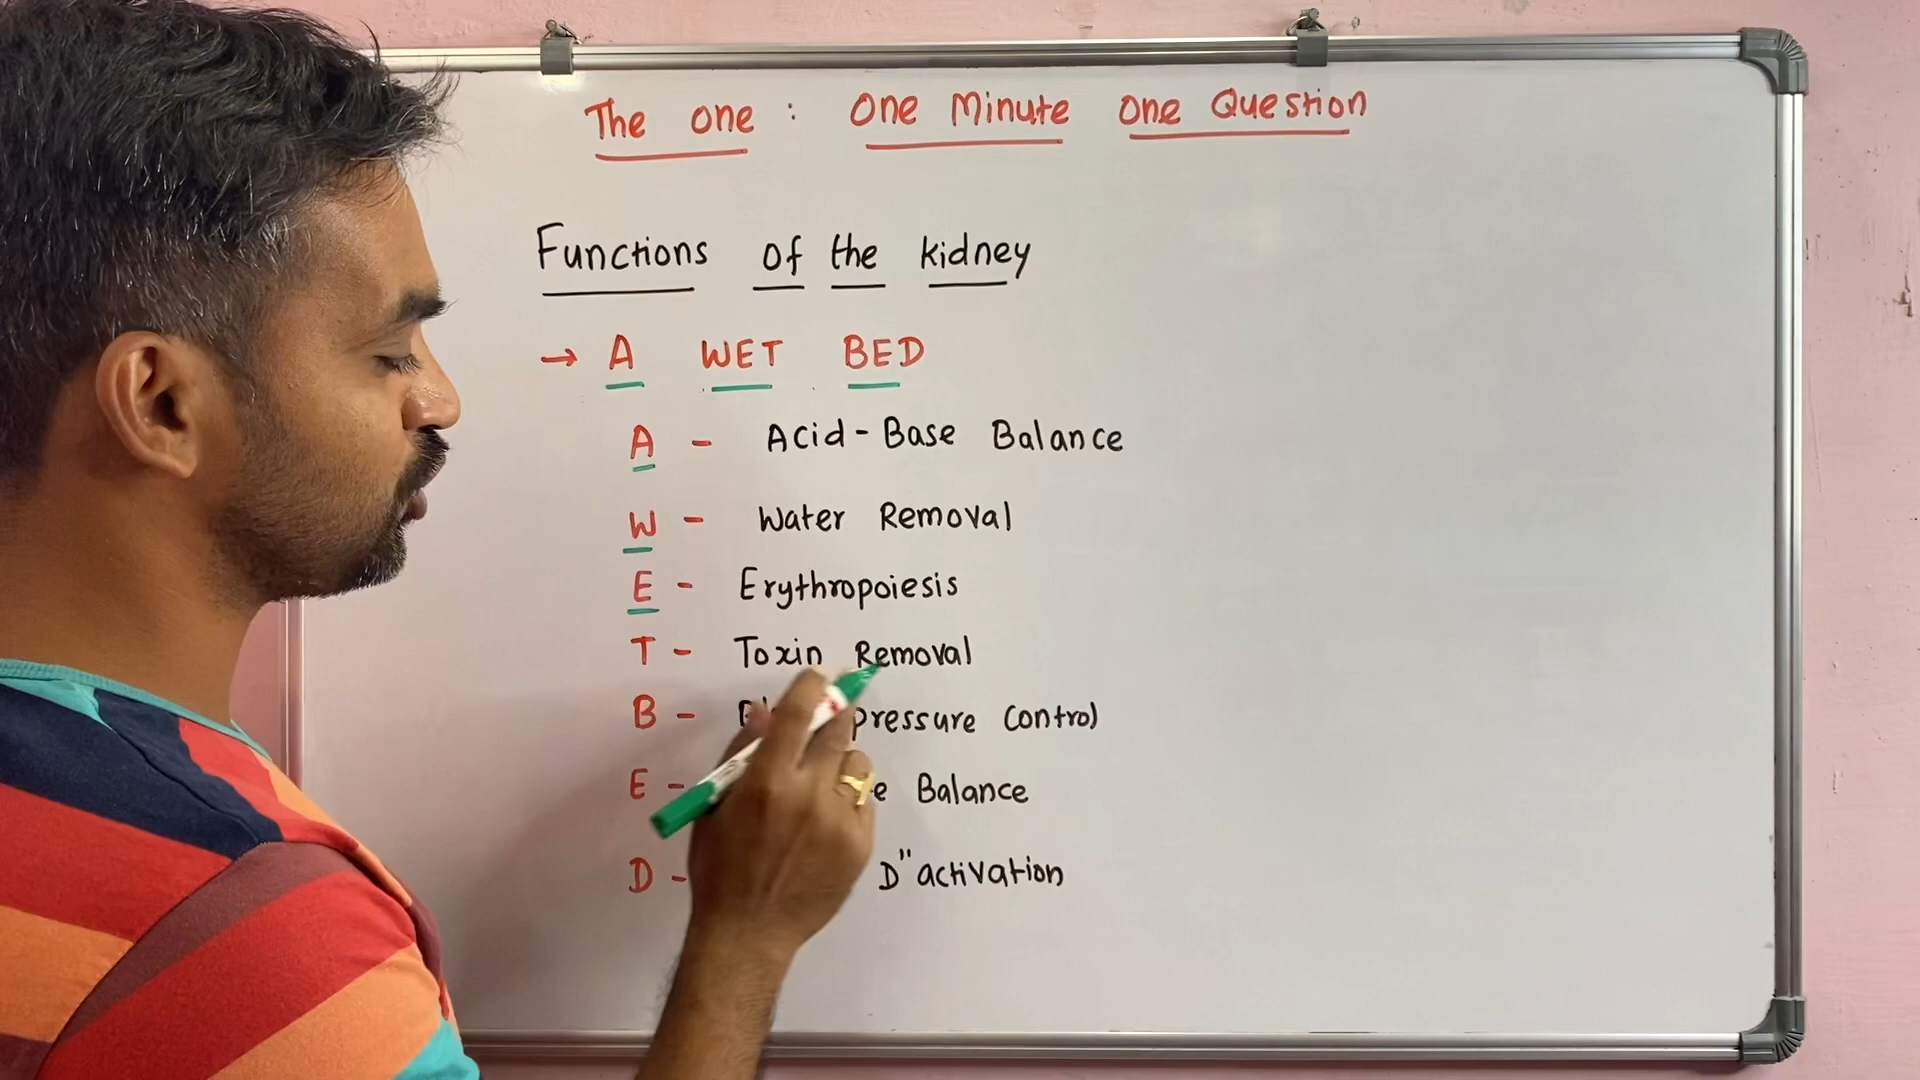 The one : One Minute One Question
Functions of the kidney
→ A WET BED
A - Acid-Base Balance
W - Water Removal
E - Erythropoiesis
T - Toxin Removal
B - pressure control
E - Balance
D - D" activation